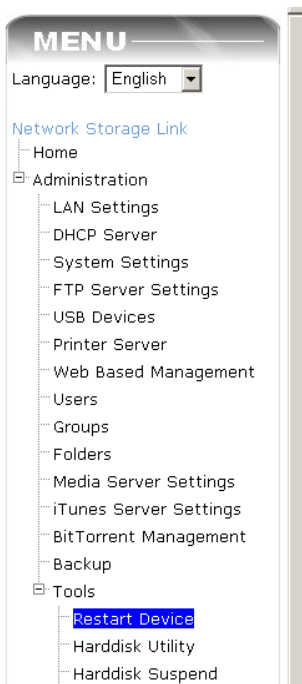 MENU
Language: English
Network Storage Link
Home
Administration
LAN Settings
DHCP Server
System Settings
FTP Server Settings
USB Devices
Printer Server
Web Based Management
Users
Groups
Folders
Media Server Settings
iTunes Server Settings
BitTorrent Management
Backup
Tools
Restart Device
Harddisk Utility
Harddisk Suspend